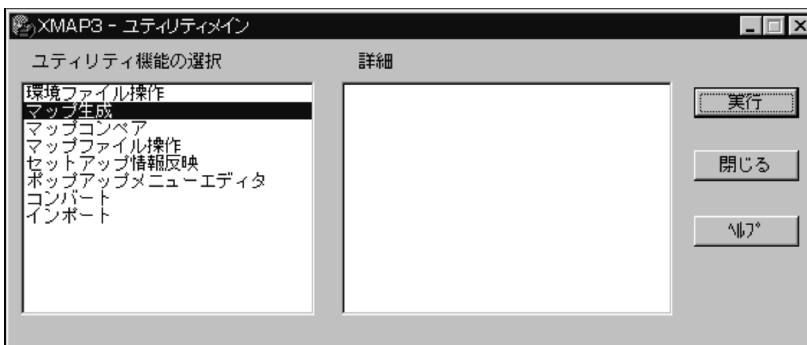 XMAP3 - ユティリティメイン
ユティリティ機能の選択
詳細
環境ファイル操作
マップ生成
マップコンペア
マップファイル操作
セットアップ情報反映
ポップアップメニューエディタ
コンバート
インポート
実行
閉じる
ﾍﾙﾌﾟ